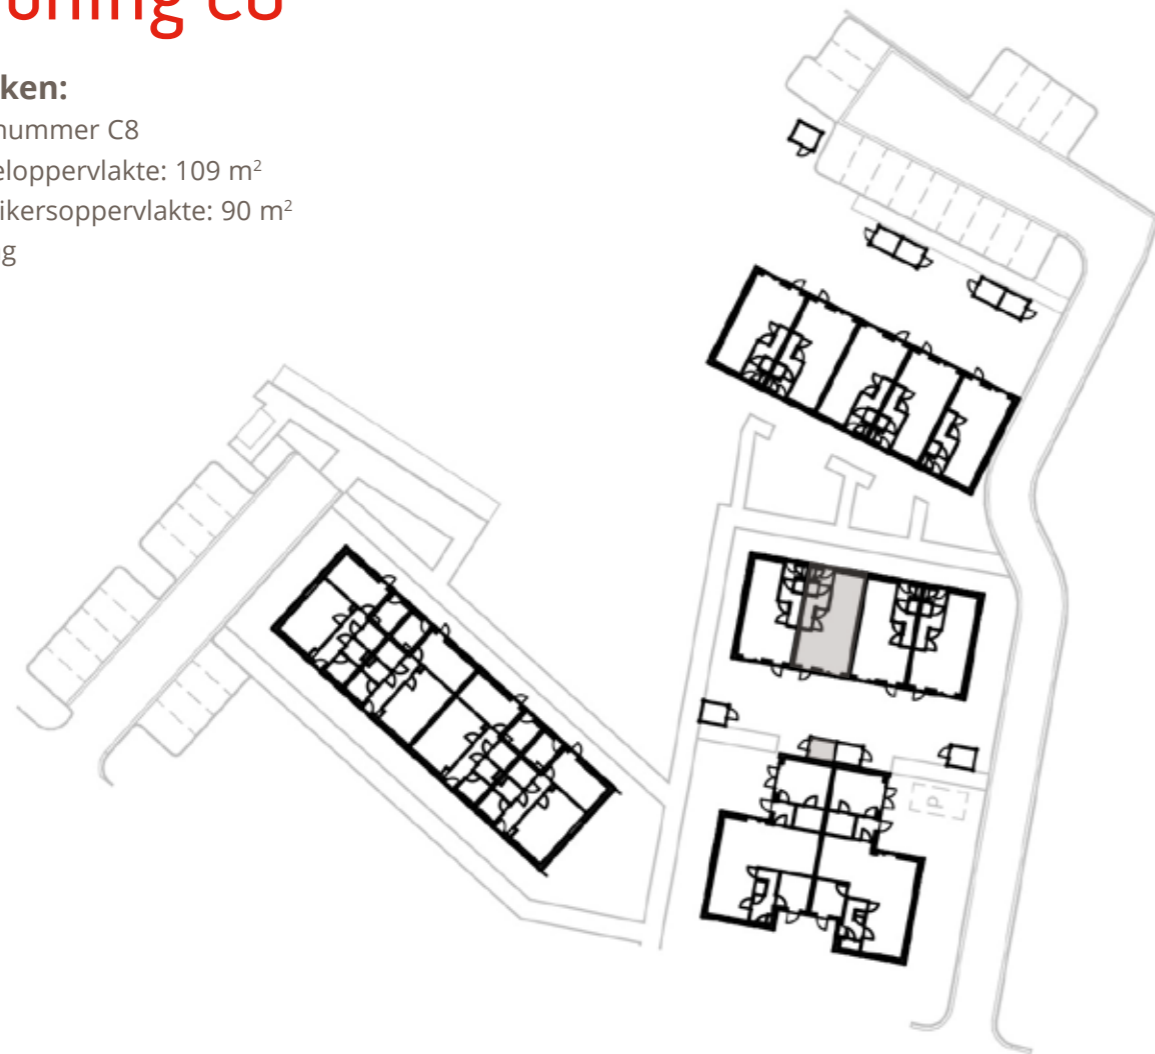 ken:
nummer C8
eloppervlakte: 109 m²
ikersoppervlakte: 90 m²
g
P